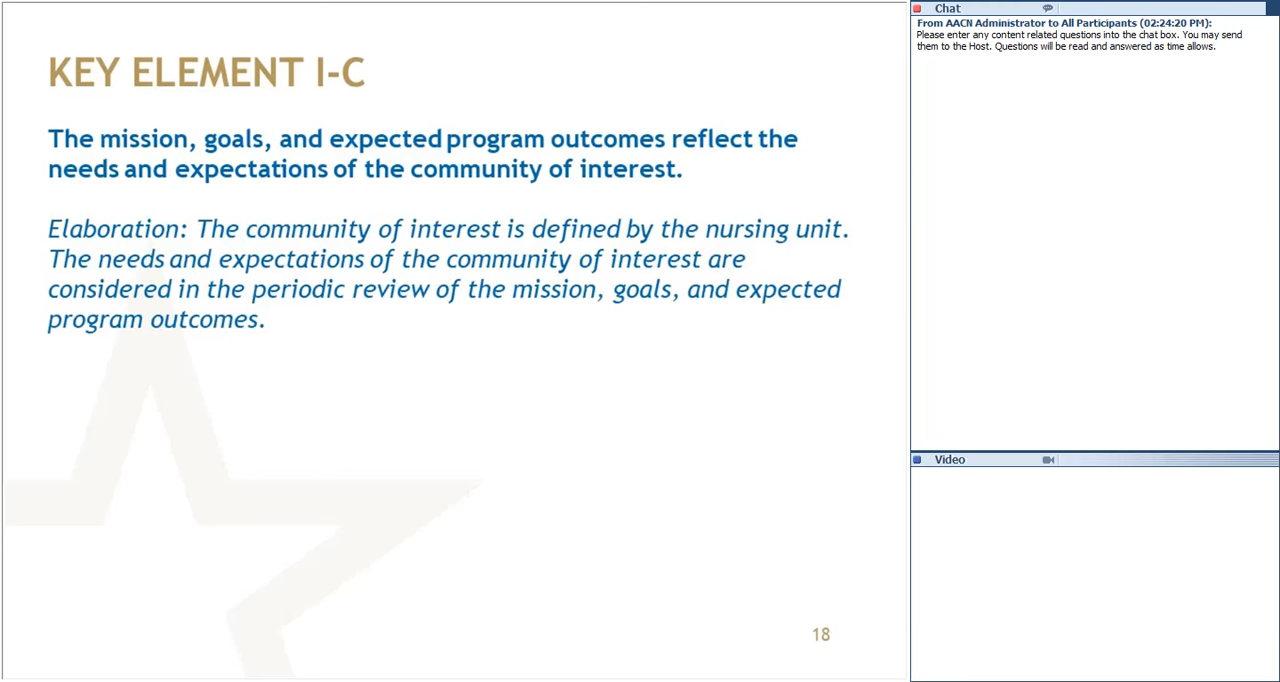 KEY ELEMENT I-C
The mission, goals, and expected program outcomes reflect the
needs and expectations of the community of interest.
Elaboration: The community of interest is defined by the nursing unit.
The needs and expectations of the community of interest are
considered in the periodic review of the mission, goals, and expected
program outcomes.
18
Chat
From AACN Administrator to All Participants (02:24:20 PM):
Please enter any content related questions into the chat box. You may send
them to the Host. Questions will be read and answered as time allows.
Video